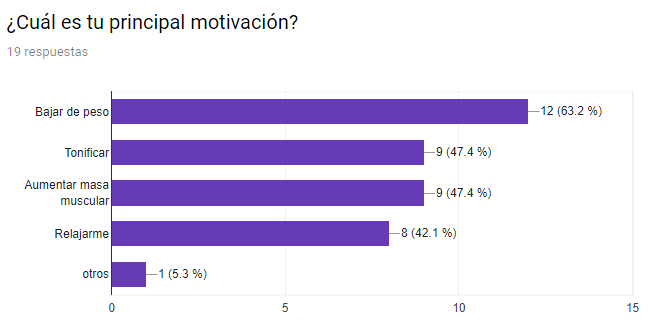 ¿Cuál es tu principal motivación?
19 respuestas
Bajar de peso
12 (63.2 %)
Tonificar
9 (47.4 %)
Aumentar masa
muscular
9 (47.4 %)
Relajarme
8 (42.1 %)
otros
1 (5.3 %)
0
5
10
15